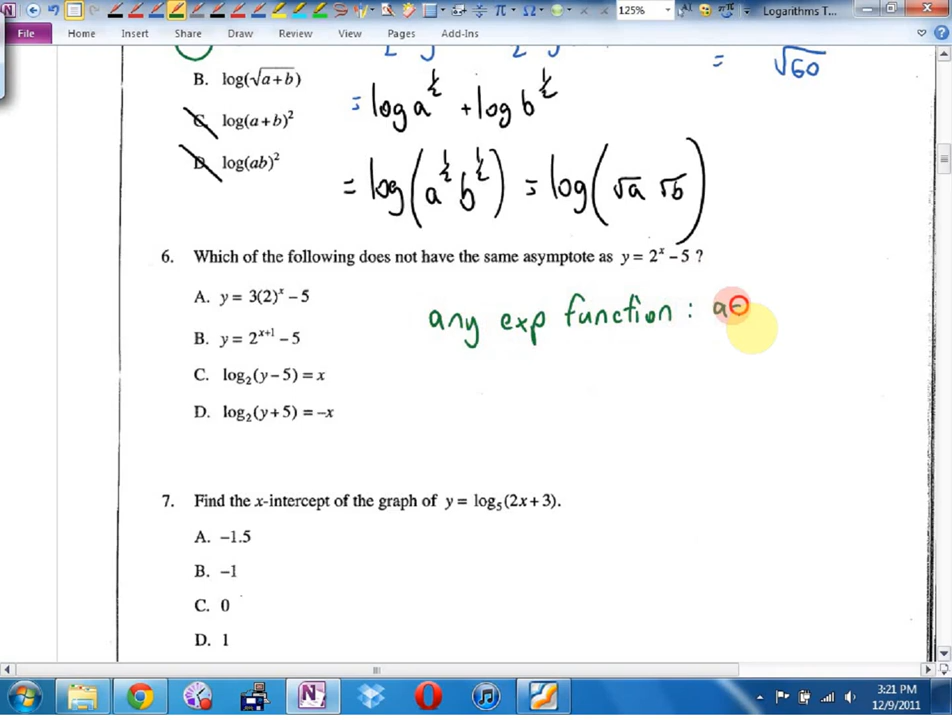 125%
Logarithms T...
File Home Insert Share Draw Review View Pages Add-Ins
= √60
B. log(√a+b)
= log a^½ + log b^½
C. log(a+b)²
D. log(ab)²
= log(a^½ b^½) = log(√a √b)
6. Which of the following does not have the same asymptote as y = 2ˣ – 5 ?
A. y = 3(2)ˣ – 5
any exp function : a
B. y = 2ˣ⁺¹ – 5
C. log₂(y – 5) = x
D. log₂(y + 5) = –x
7. Find the x-intercept of the graph of y = log₅(2x + 3).
A. –1.5
B. –1
C. 0
D. 1
3:21 PM
12/9/2011